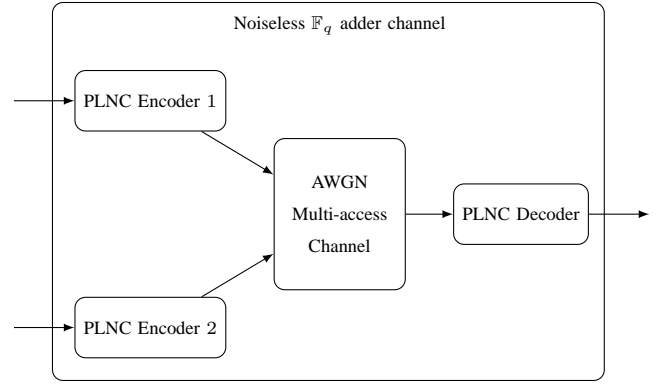 Noiseless 𝔽_q adder channel
PLNC Encoder 1
AWGN
Multi-access
Channel
PLNC Decoder
PLNC Encoder 2